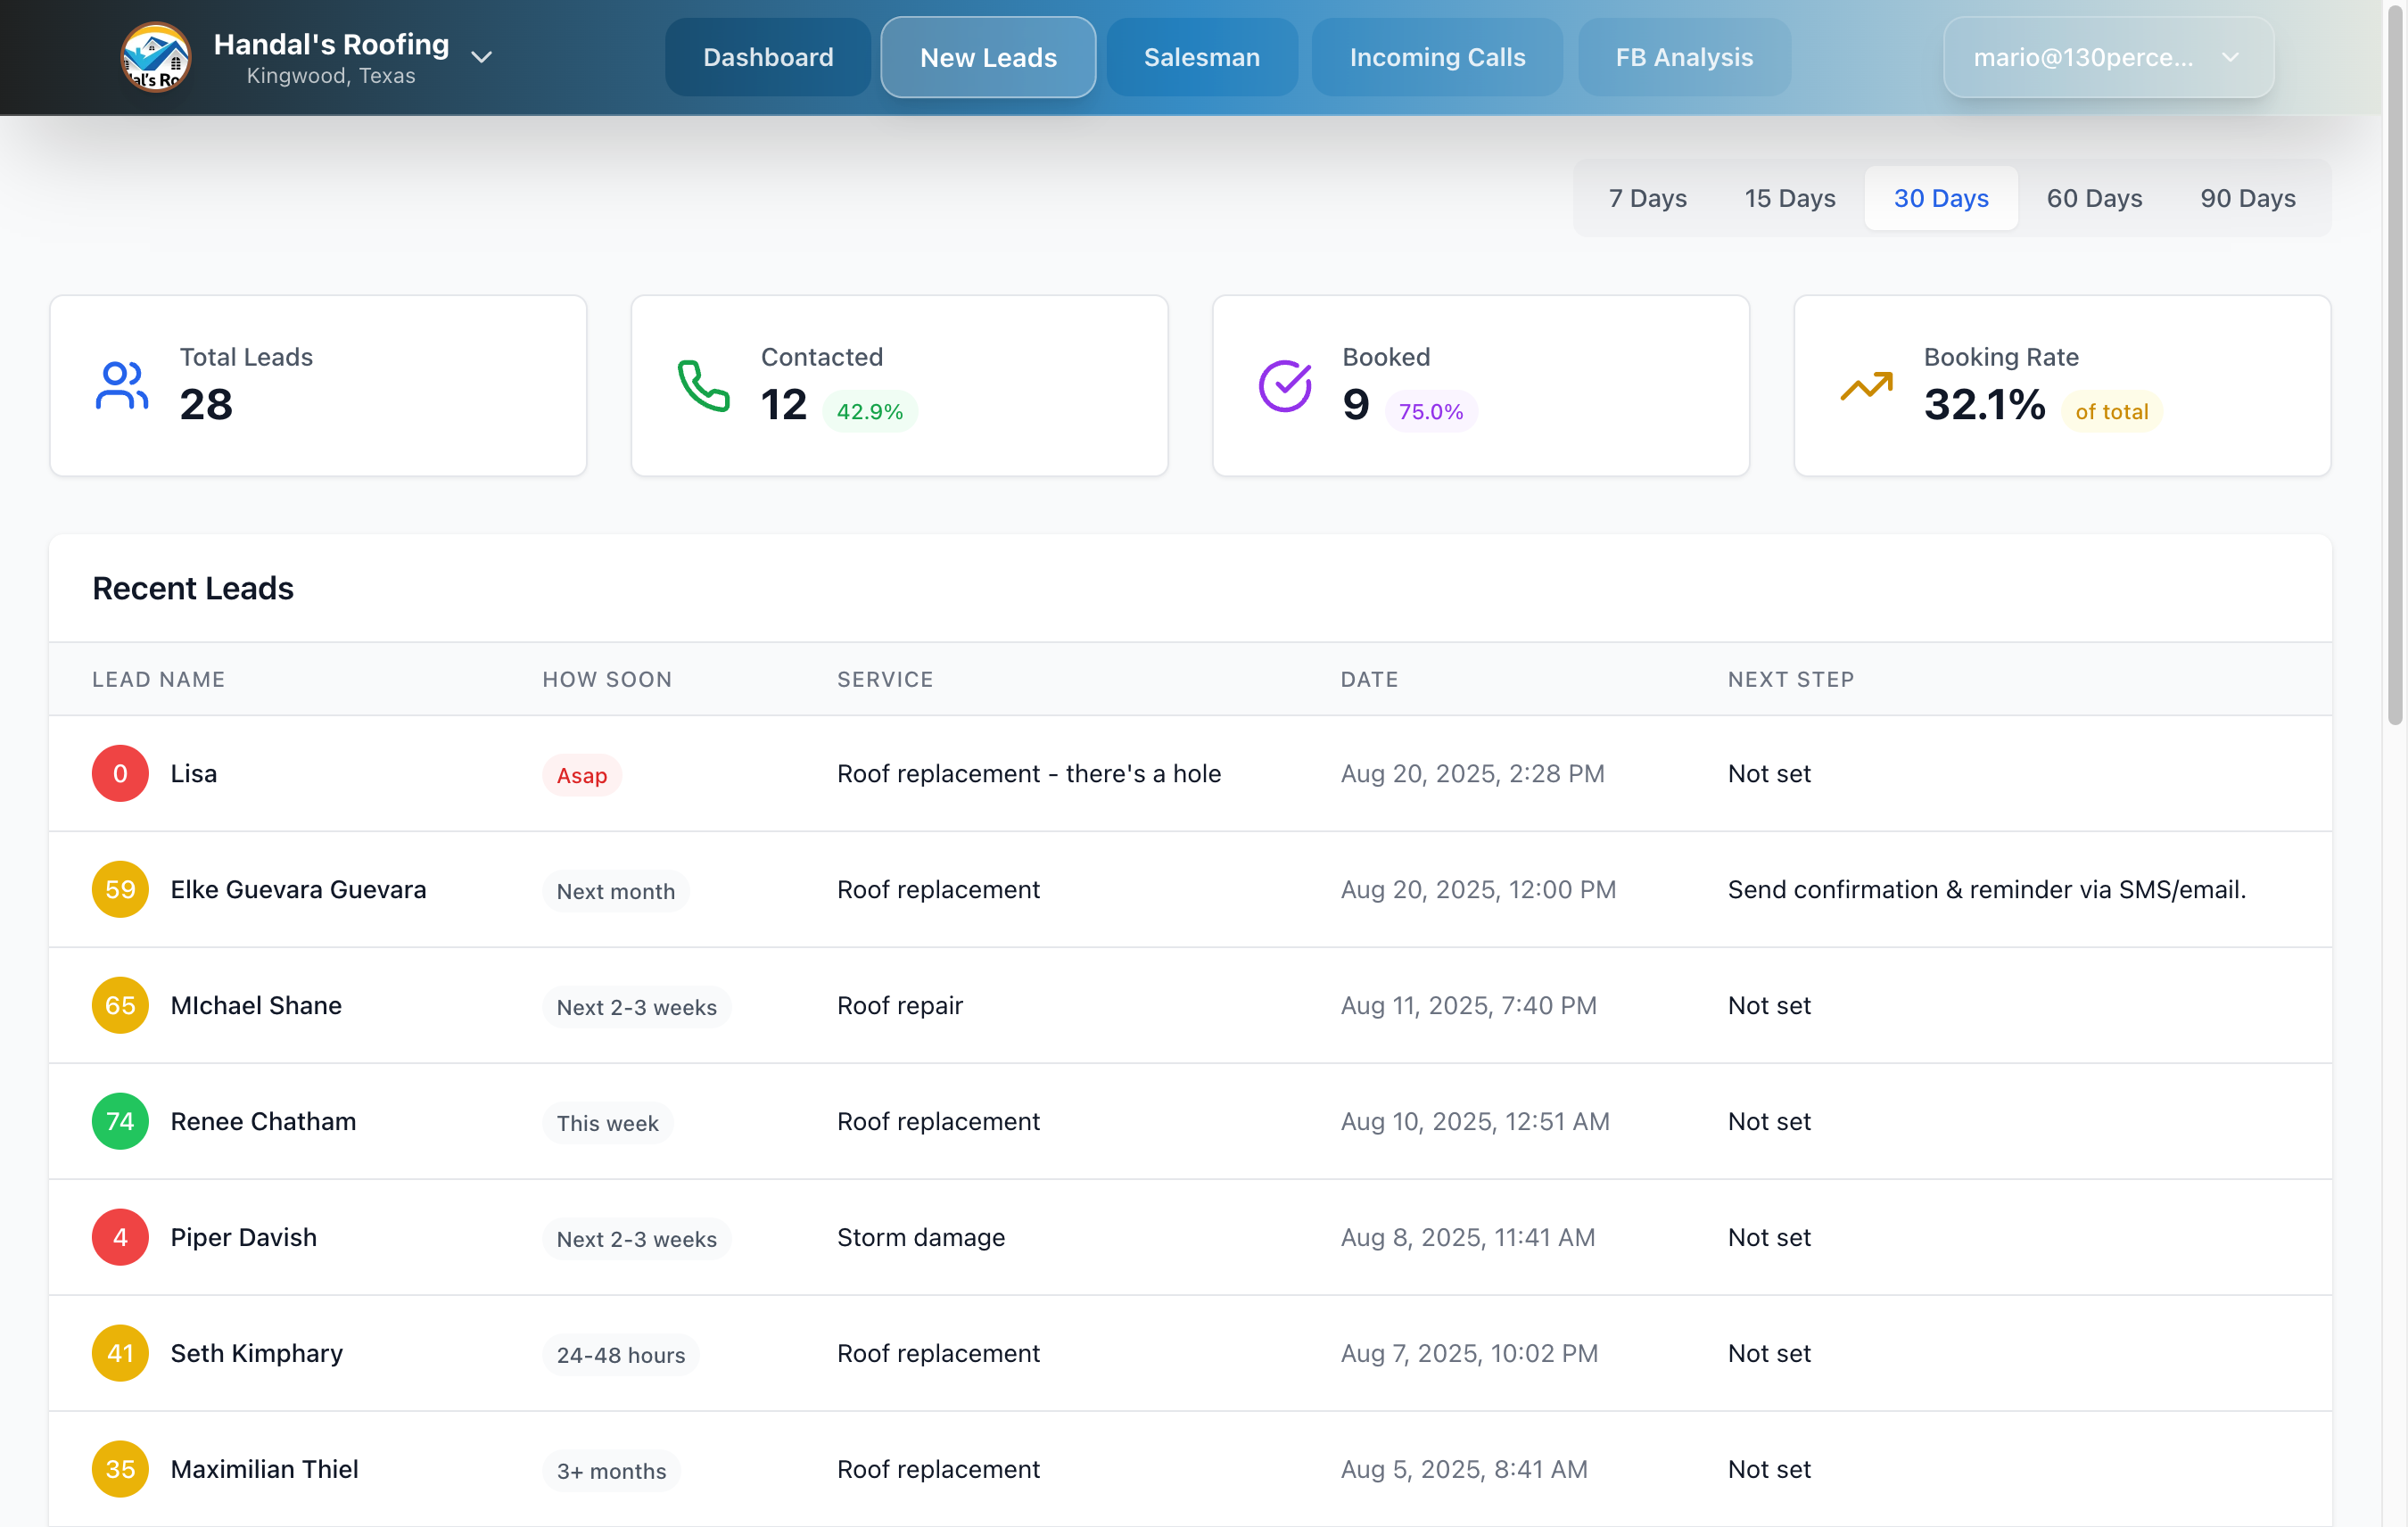 Handal's Roofing
Kingwood, Texas
Dashboard
New Leads
Salesman
Incoming Calls
FB Analysis
mario@130perce...
7 Days
15 Days
30 Days
60 Days
90 Days
Total Leads
28
Contacted
12 42.9%
Booked
9 75.0%
Booking Rate
32.1% of total
Recent Leads
LEAD NAME HOW SOON SERVICE DATE NEXT STEP
0 Lisa Asap Roof replacement - there's a hole Aug 20, 2025, 2:28 PM Not set
59 Elke Guevara Guevara Next month Roof replacement Aug 20, 2025, 12:00 PM Send confirmation & reminder via SMS/email.
65 MIchael Shane Next 2-3 weeks Roof repair Aug 11, 2025, 7:40 PM Not set
74 Renee Chatham This week Roof replacement Aug 10, 2025, 12:51 AM Not set
4 Piper Davish Next 2-3 weeks Storm damage Aug 8, 2025, 11:41 AM Not set
41 Seth Kimphary 24-48 hours Roof replacement Aug 7, 2025, 10:02 PM Not set
35 Maximilian Thiel 3+ months Roof replacement Aug 5, 2025, 8:41 AM Not set